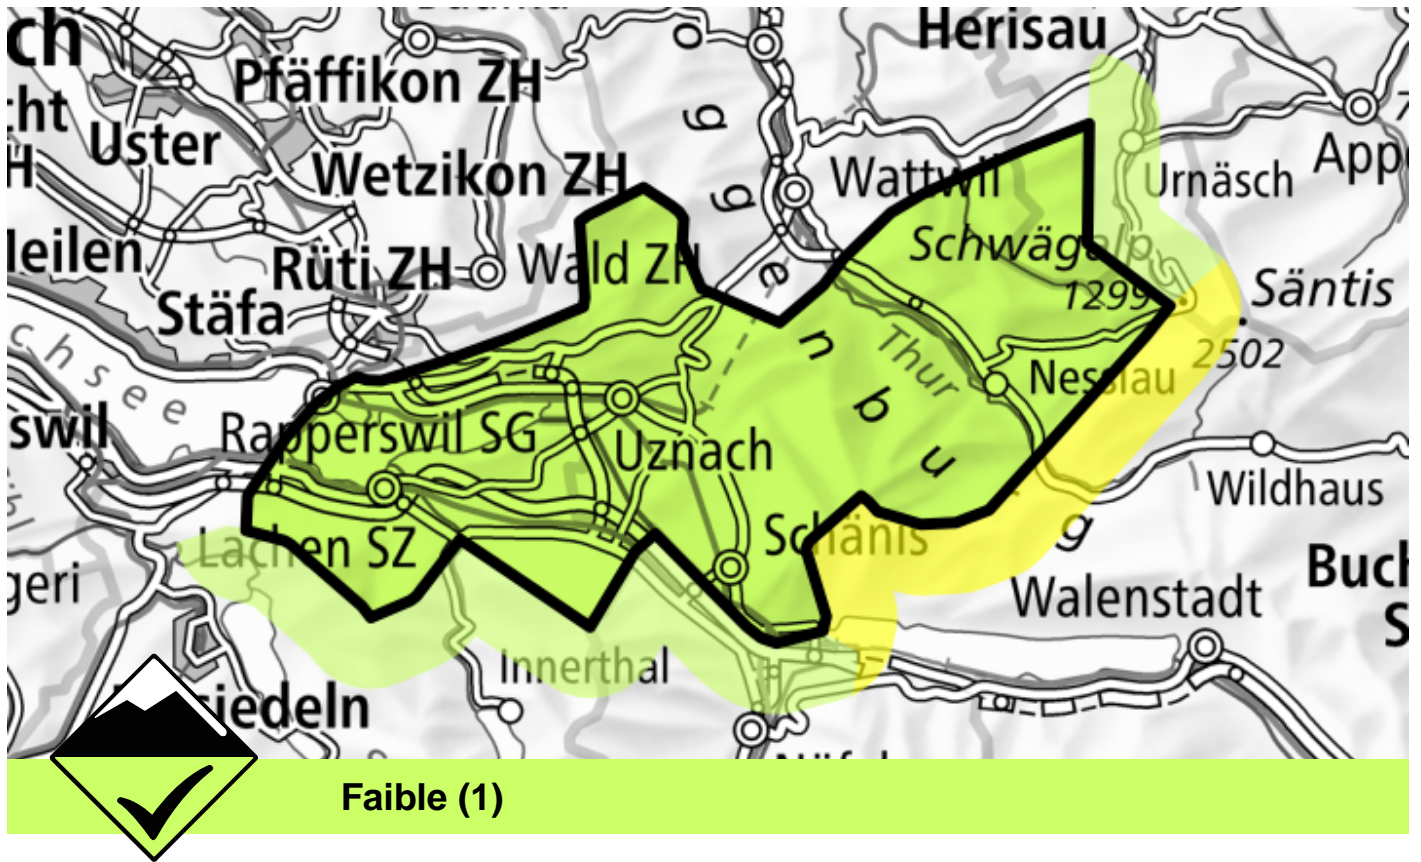 ch
Herisau
Pfäffikon ZH
Uster
Wetzikon ZH
Wattwil
Urnäsch
Rüti ZH
Wald ZH
Schwägalp
1299
Säntis
2502
Stäfa
Thur
Nesslau
Rapperswil SG
Uznach
Wildhaus
Lachen SZ
Schänis
Walenstadt
Innerthal
Faible (1)